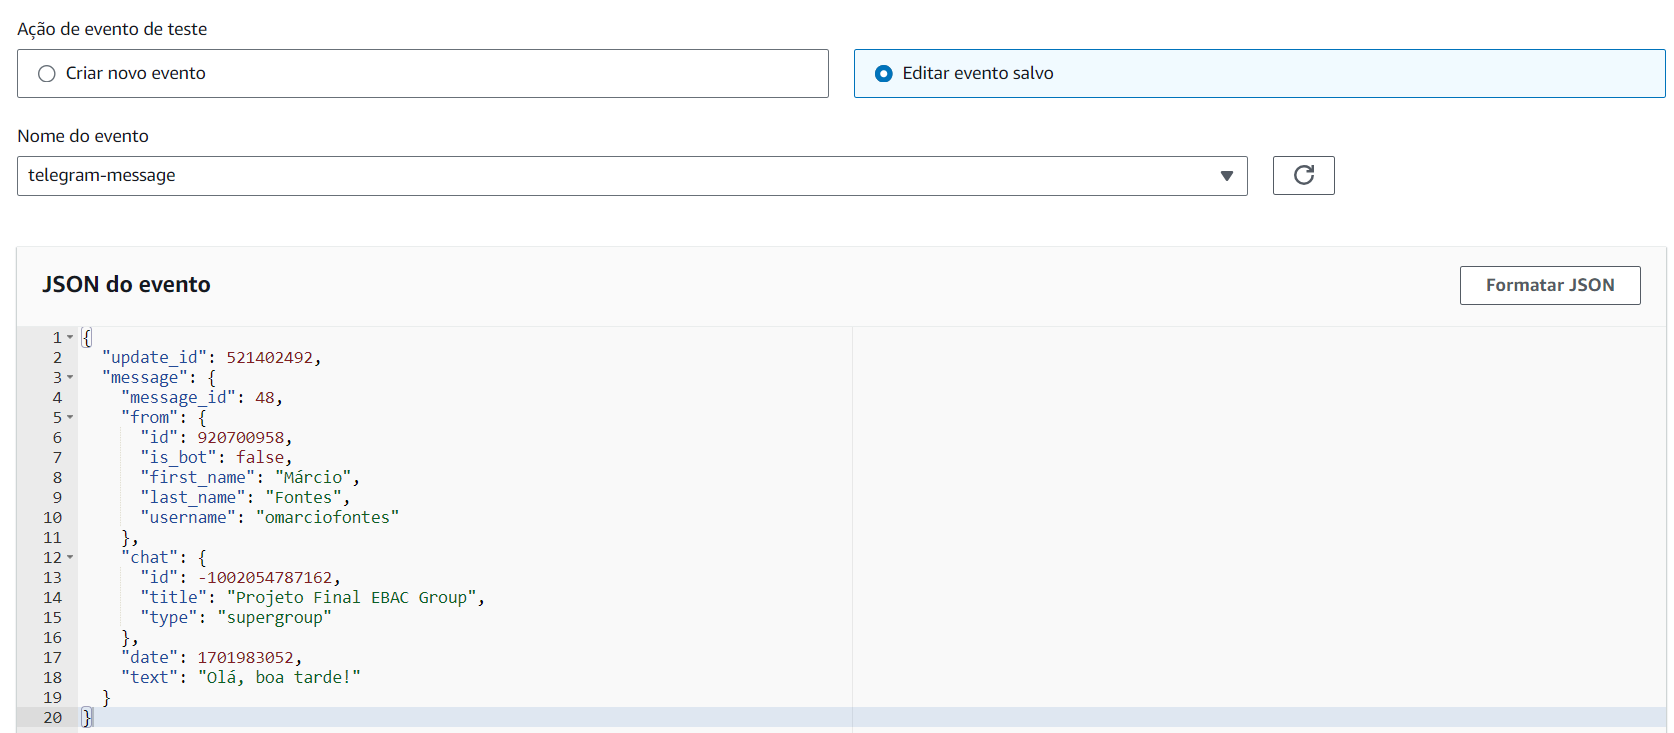 Ação de evento de teste
Criar novo evento
Editar evento salvo
Nome do evento
telegram-message
JSON do evento
Formatar JSON
1 {
2 "update_id": 521402492,
3 "message": {
4 "message_id": 48,
5 "from": {
6 "id": 920700958,
7 "is_bot": false,
8 "first_name": "Márcio",
9 "last_name": "Fontes",
10 "username": "omarciofontes"
11 },
12 "chat": {
13 "id": -1002054787162,
14 "title": "Projeto Final EBAC Group",
15 "type": "supergroup"
16 },
17 "date": 1701983052,
18 "text": "Olá, boa tarde!"
19 }
20 }